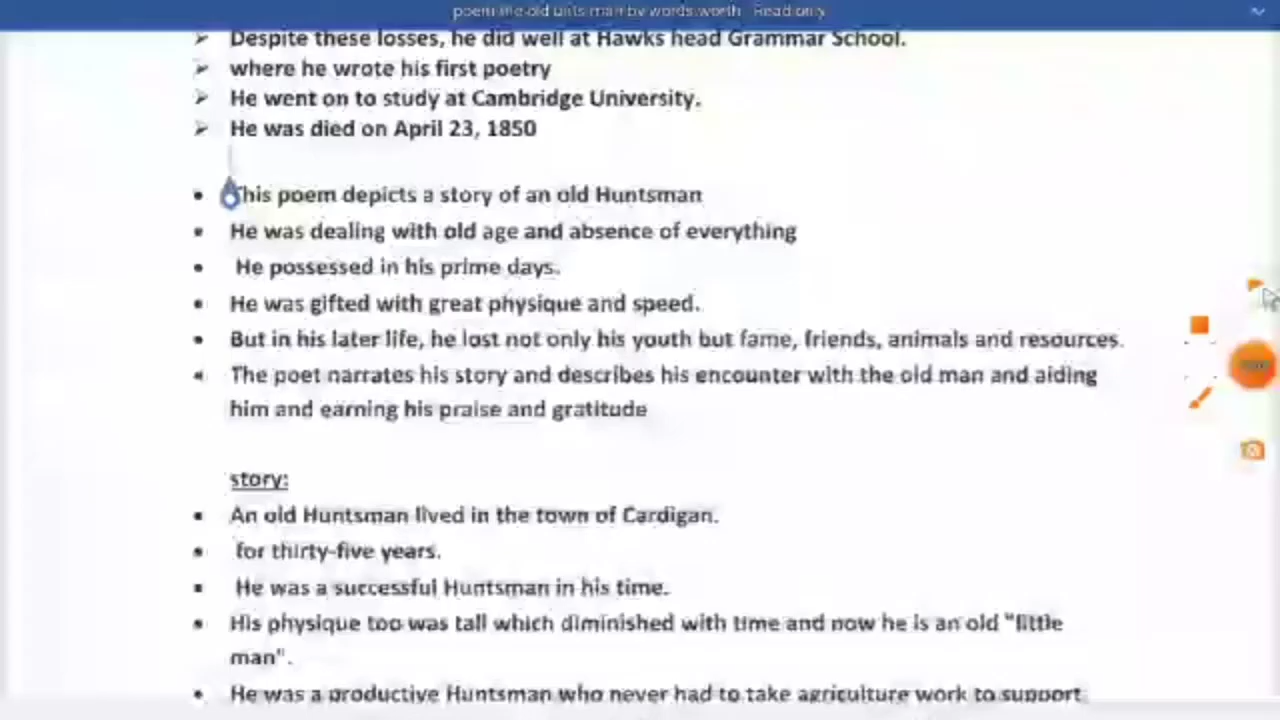 poem the old huts man by words worth - Read only
➢ Despite these losses, he did well at Hawks head Grammar School.
➢ where he wrote his first poetry
➢ He went on to study at Cambridge University.
➢ He was died on April 23, 1850
• This poem depicts a story of an old Huntsman
• He was dealing with old age and absence of everything
• He possessed in his prime days.
• He was gifted with great physique and speed.
• But in his later life, he lost not only his youth but fame, friends, animals and resources.
• The poet narrates his story and describes his encounter with the old man and aiding
him and earning his praise and gratitude
story:
• An old Huntsman lived in the town of Cardigan.
• for thirty-five years.
• He was a successful Huntsman in his time.
• His physique too was tall which diminished with time and now he is an old "little
man".
• He was a productive Huntsman who never had to take agriculture work to support